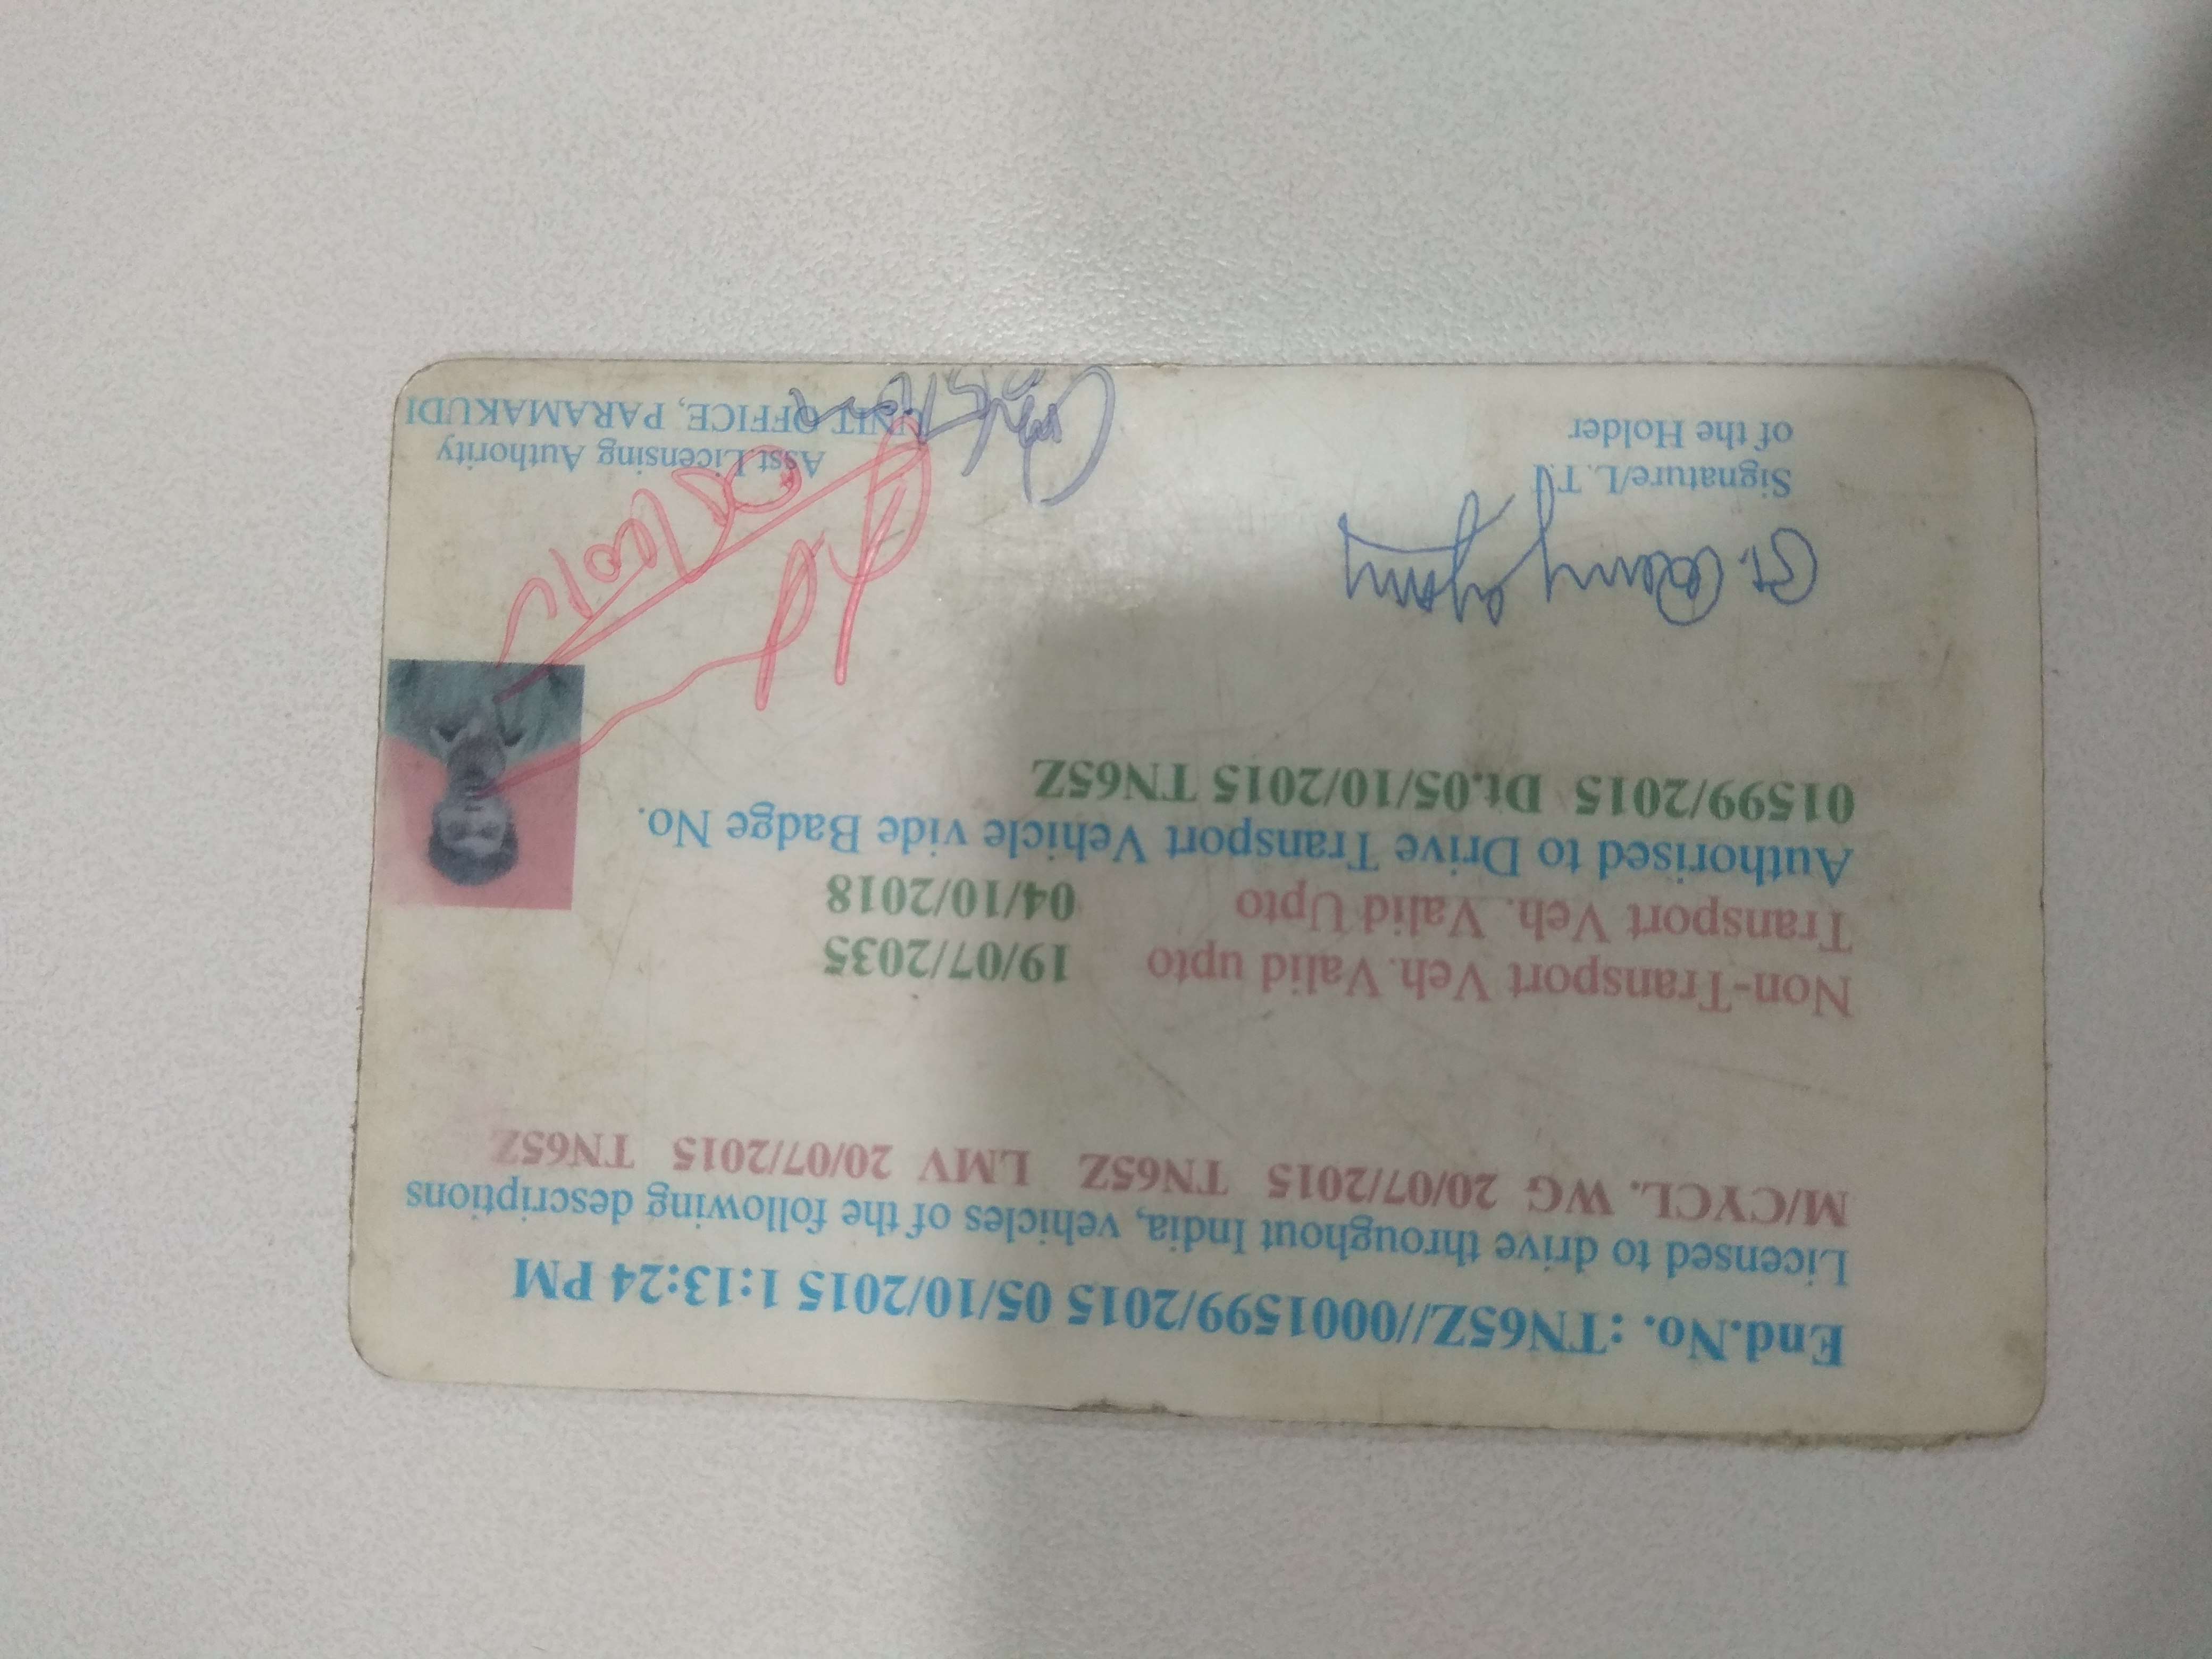 End.No. : TN65Z//0001599/2015 05/10/2015 1:13:24 PM
Licensed to drive throughout India, vehicles of the following descriptions
M/CYCL. WG 20/07/2015 TN65Z LMV 20/07/2015 TN65Z
Non-Transport Veh.Valid upto 19/07/2035
Transport Veh. Valid Upto 04/10/2018
Authorised to Drive Transport Vehicle vide Badge No.
01599/2015 Dt.05/10/2015 TN65Z
Signature/L.T.I
of the Holder
Asst Licensing Authority
UNIT OFFICE, PARAMAKUDI